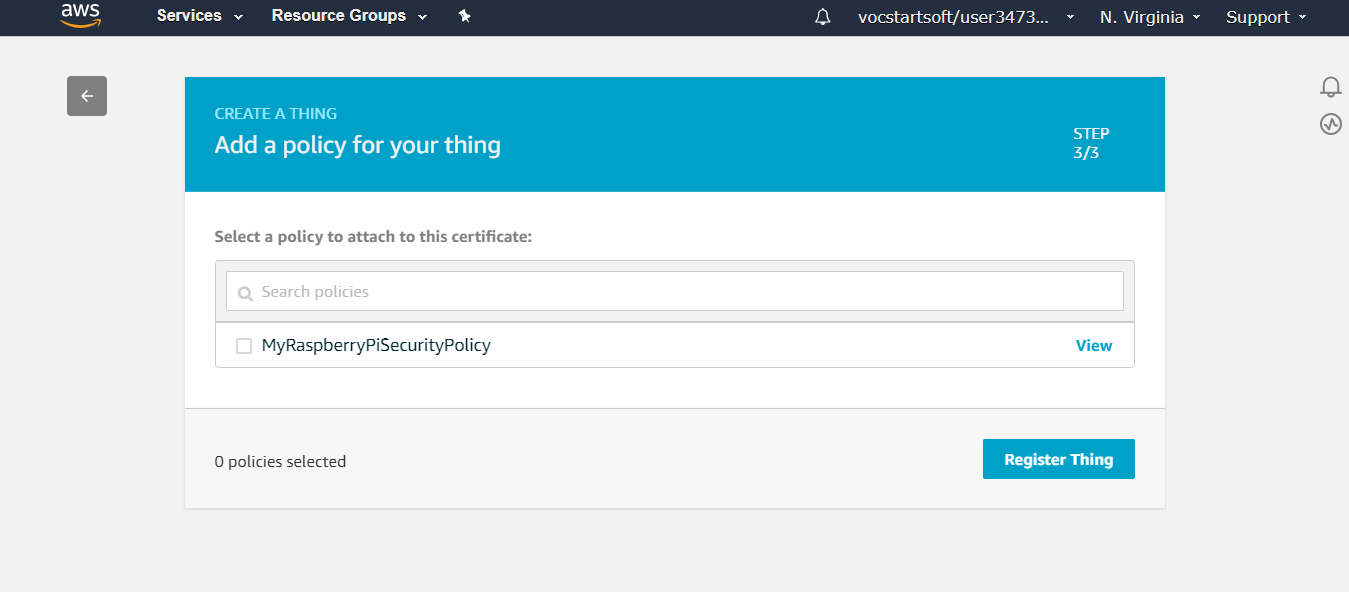 aws Services Resource Groups vocstartsoft/user3473... N. Virginia Support
CREATE A THING
Add a policy for your thing
STEP
3/3
Select a policy to attach to this certificate:
Search policies
MyRaspberryPiSecurityPolicy View
0 policies selected Register Thing